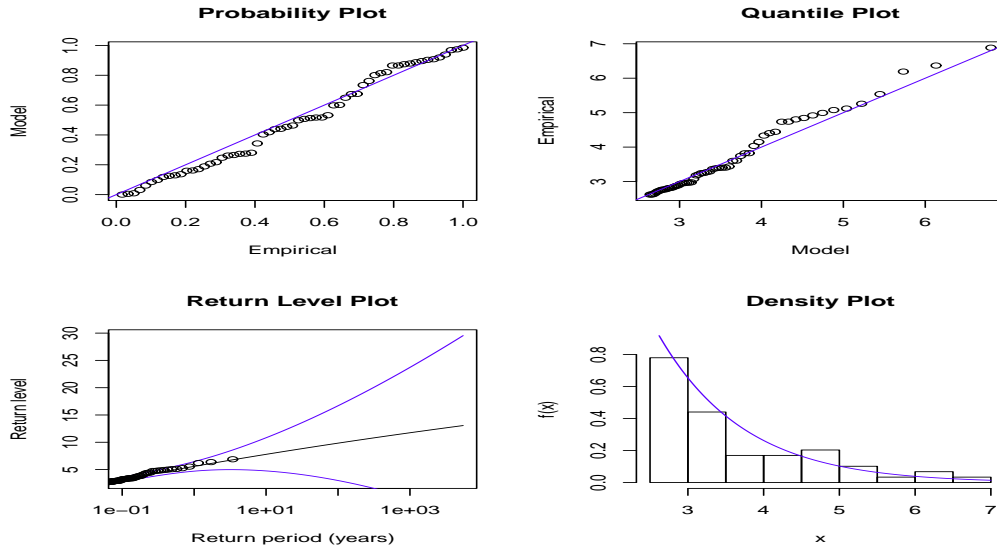 Probability Plot
Model
0.0 0.2 0.4 0.6 0.8 1.0
0.0 0.2 0.4 0.6 0.8 1.0
Empirical
Quantile Plot
Empirical
3 4 5 6 7
3 4 5 6
Model
Return Level Plot
Return level
5 10 15 20 25 30
1e-01 1e+01 1e+03
Return period (years)
Density Plot
f(x)
0.0 0.2 0.4 0.6 0.8
3 4 5 6 7
x